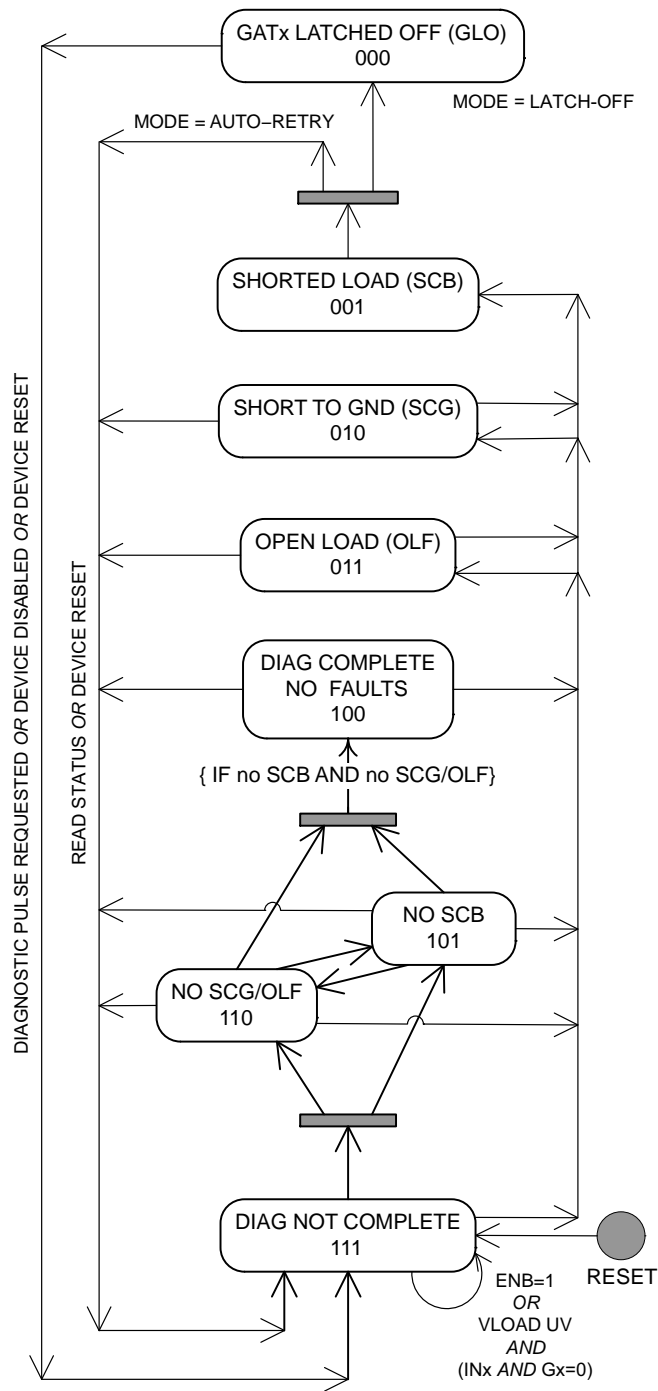 GATx LATCHED OFF (GLO)
000
MODE = LATCH-OFF
MODE = AUTO−RETRY
SHORTED LOAD (SCB)
001
SHORT TO GND (SCG)
010
OPEN LOAD (OLF)
011
DIAG COMPLETE
NO FAULTS
100
{ IF no SCB AND no SCG/OLF}
NO SCB
101
NO SCG/OLF
110
DIAG NOT COMPLETE
111
RESET
ENB=1
OR
VLOAD UV
AND
(INx AND Gx=0)
DIAGNOSTIC PULSE REQUESTED OR DEVICE DISABLED OR DEVICE RESET
READ STATUS OR DEVICE RESET